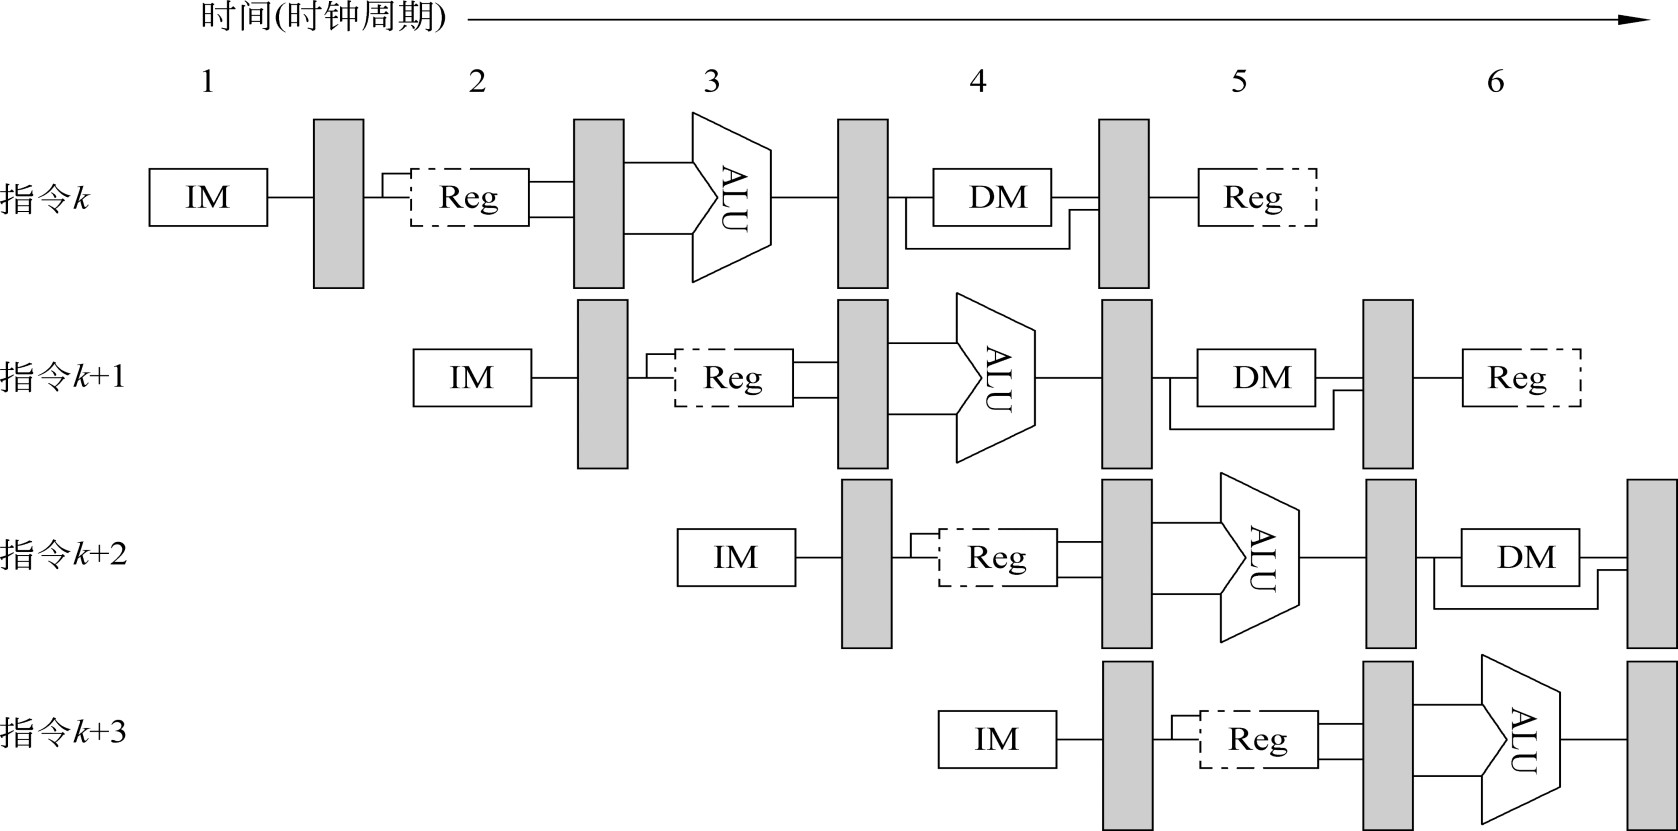 时间(时钟周期)
1 2 3 4 5 6
指令k IM Reg ALU DM Reg
指令k+1 IM Reg ALU DM Reg
指令k+2 IM Reg ALU DM
指令k+3 IM Reg ALU